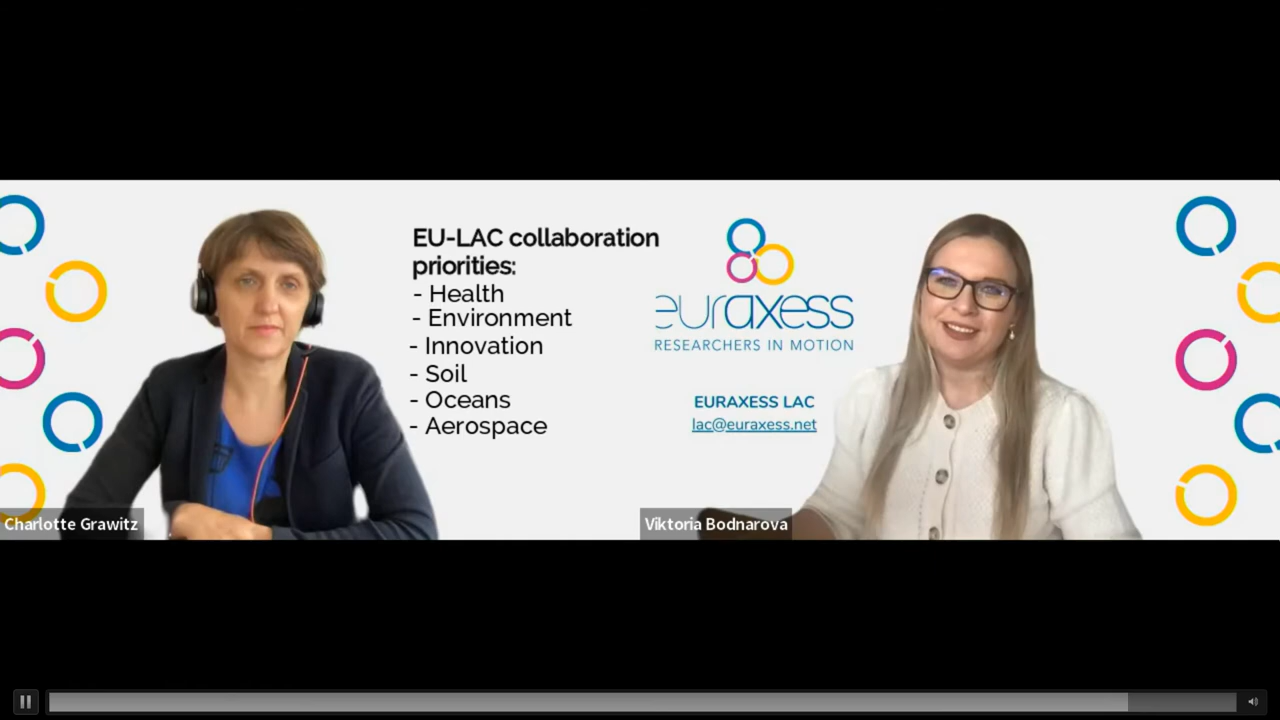 EU-LAC collaboration
priorities:
- Health
- Environment
- Innovation
- Soil
- Oceans
- Aerospace
euraxess
RESEARCHERS IN MOTION
EURAXESS LAC
lac@euraxess.net
Charlotte Grawitz
Viktoria Bodnarova